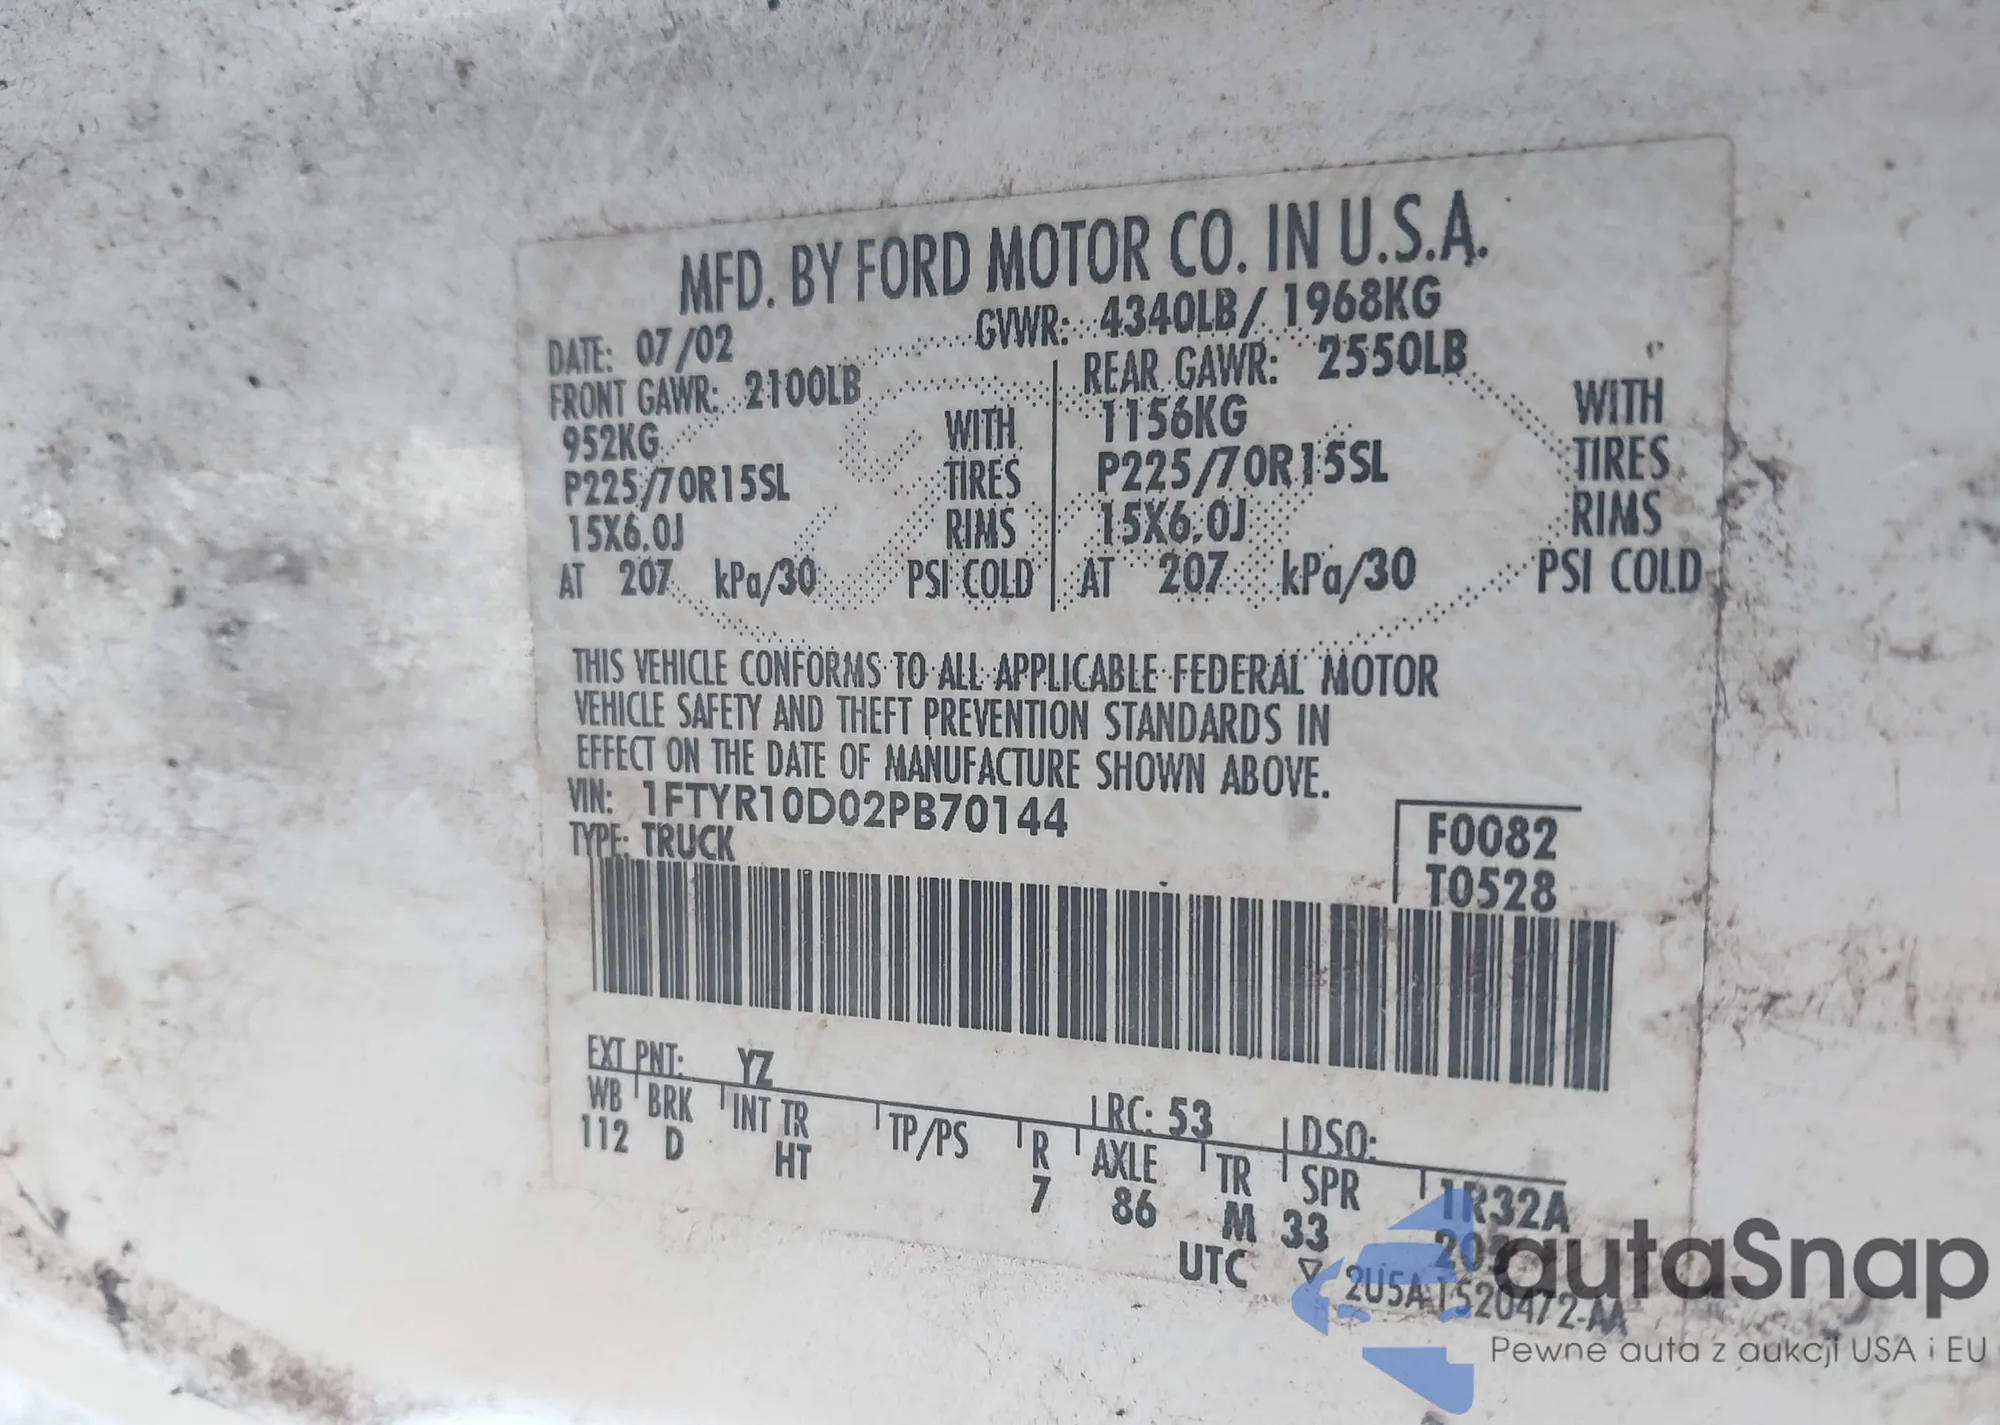 MFD. BY FORD MOTOR CO. IN U.S.A.
DATE: 07/02 GVWR: 4340LB/ 1968KG
FRONT GAWR: 2100LB REAR GAWR: 2550LB
952KG WITH 1156KG WITH
P225/70R15SL TIRES P225/70R15SL TIRES
15X6.0J RIMS 15X6.0J RIMS
AT 207 kPa/30 PSI COLD AT 207 kPa/30 PSI COLD
THIS VEHICLE CONFORMS TO ALL APPLICABLE FEDERAL MOTOR
VEHICLE SAFETY AND THEFT PREVENTION STANDARDS IN
EFFECT ON THE DATE OF MANUFACTURE SHOWN ABOVE.
VIN: 1FTYR10D02PB70144
TYPE: TRUCK
F0082
T0528
EXT PNT: YZ RC: 53 DSO:
WB BRK INT TR TP/PS R AXLE TR SPR 1R32A
112 D HT 7 86 M 33
UTC
autaSnap
Pewne auta z aukcji USA i EU